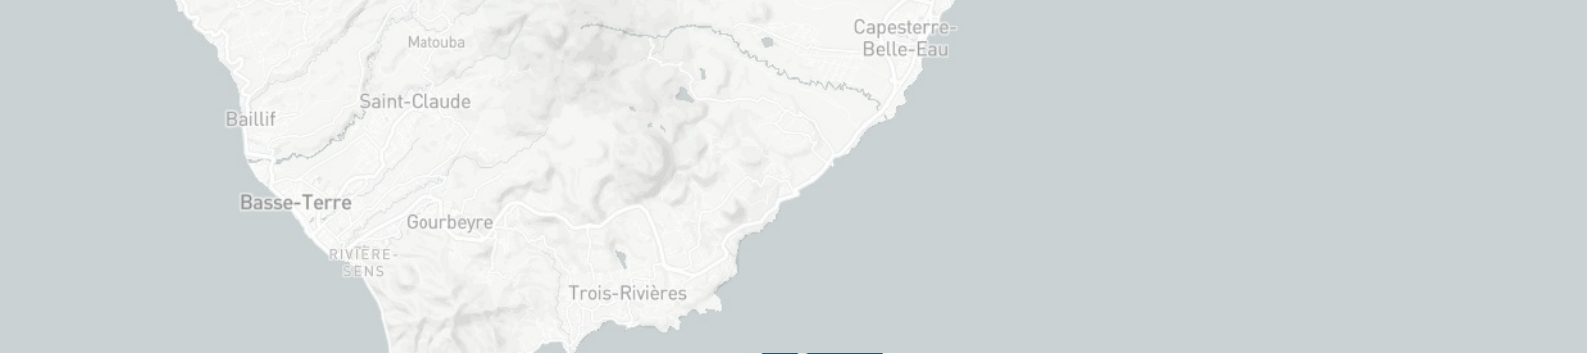 Capesterre-
Belle-Eau
Matouba
Saint-Claude
Baillif
Basse-Terre
Gourbeyre
RIVIÈRE-
SENS
Trois-Rivières